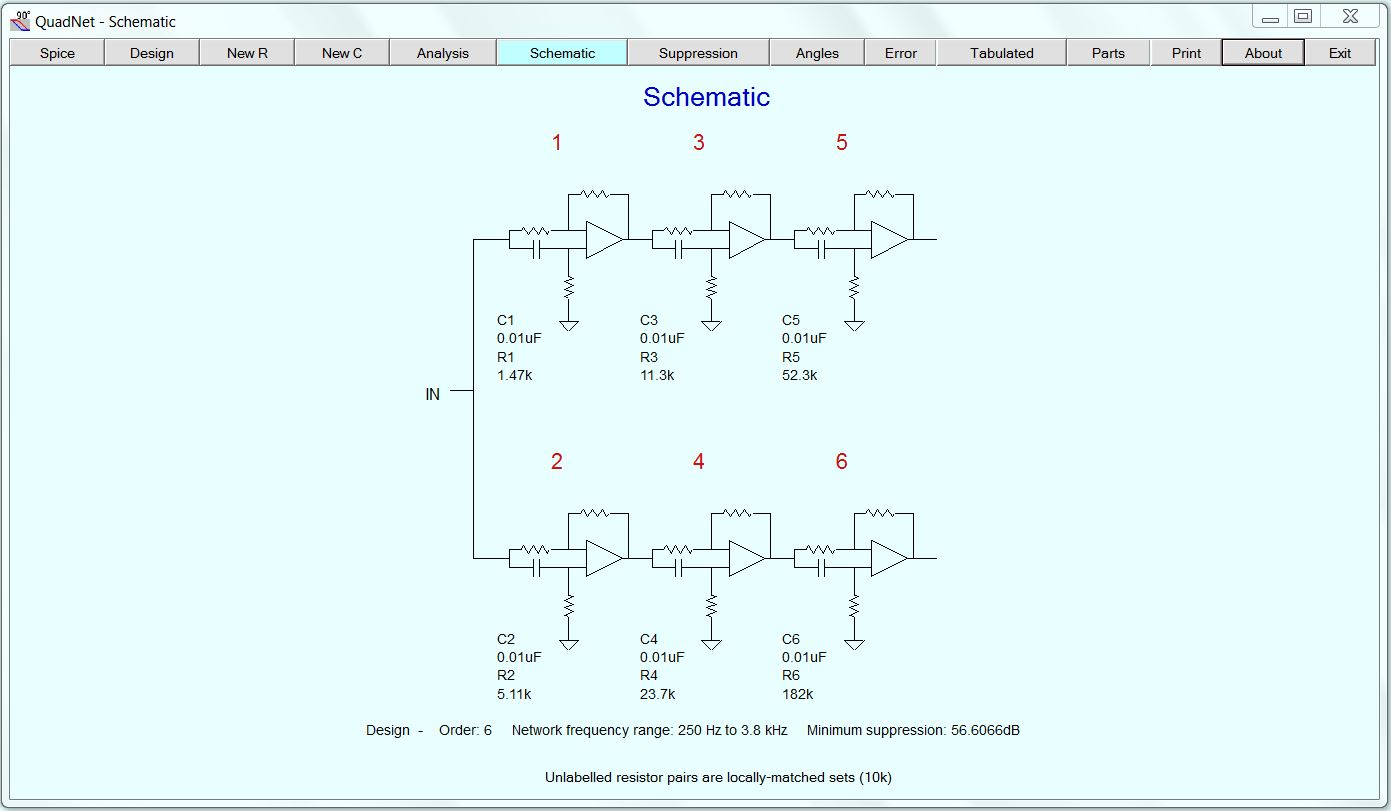 90°
QuadNet - Schematic
Spice Design New R New C Analysis Schematic Suppression Angles Error Tabulated Parts Print About Exit
Schematic
1 3 5
C1 C3 C5
0.01uF 0.01uF 0.01uF
R1 R3 R5
1.47k 11.3k 52.3k
IN
2 4 6
C2 C4 C6
0.01uF 0.01uF 0.01uF
R2 R4 R6
5.11k 23.7k 182k
Design - Order: 6 Network frequency range: 250 Hz to 3.8 kHz Minimum suppression: 56.6066dB
Unlabelled resistor pairs are locally-matched sets (10k)